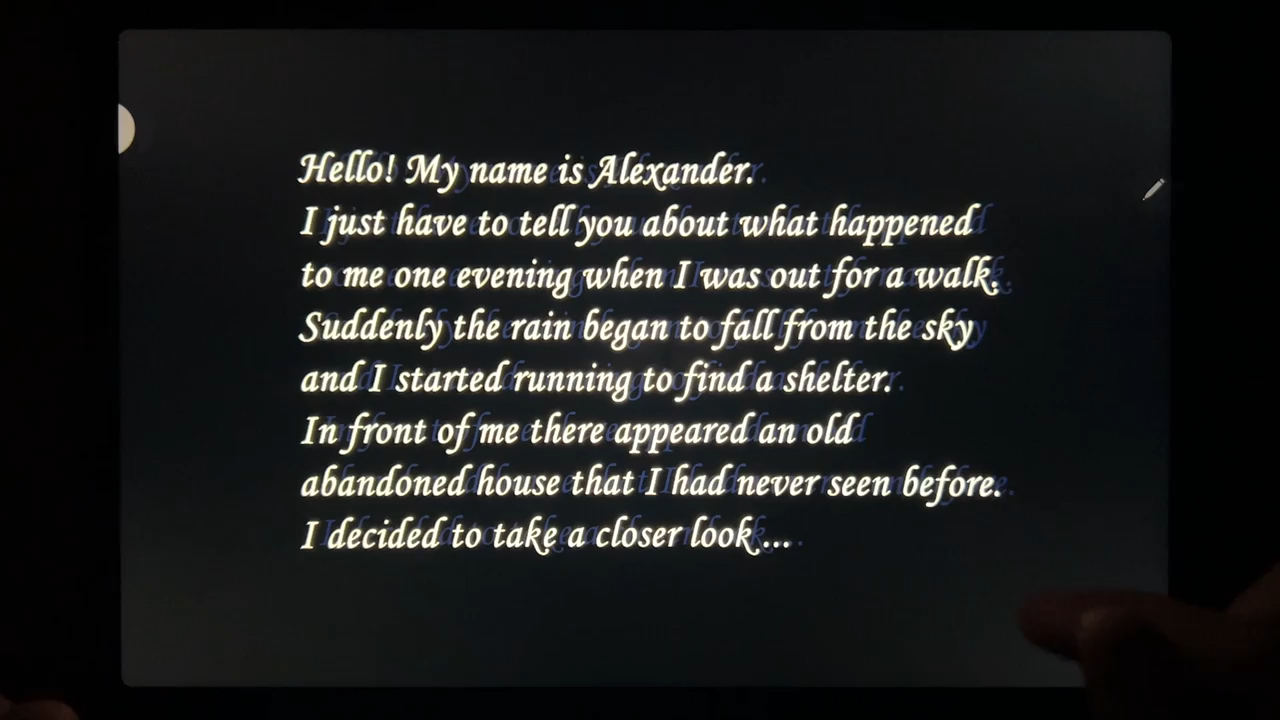 Hello! My name is Alexander.
I just have to tell you about what happened
to me one evening when I was out for a walk.
Suddenly the rain began to fall from the sky
and I started running to find a shelter.
In front of me there appeared an old
abandoned house that I had never seen before.
I decided to take a closer look...